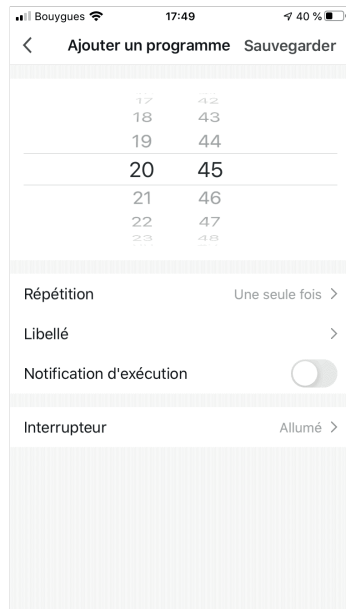 Bouygues 17:49 40 %
Ajouter un programme Sauvegarder
17 42
18 43
19 44
20 45
21 46
22 47
23 48
Répétition Une seule fois
Libellé
Notification d'exécution
Interrupteur Allumé